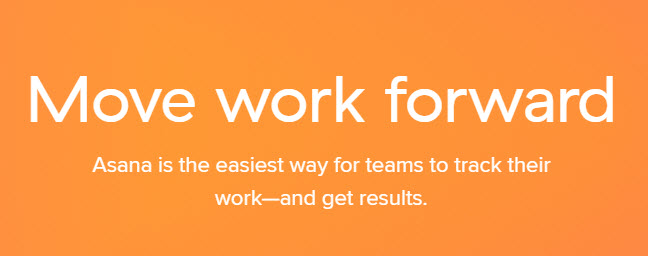 Move work forward
Asana is the easiest way for teams to track their
work—and get results.